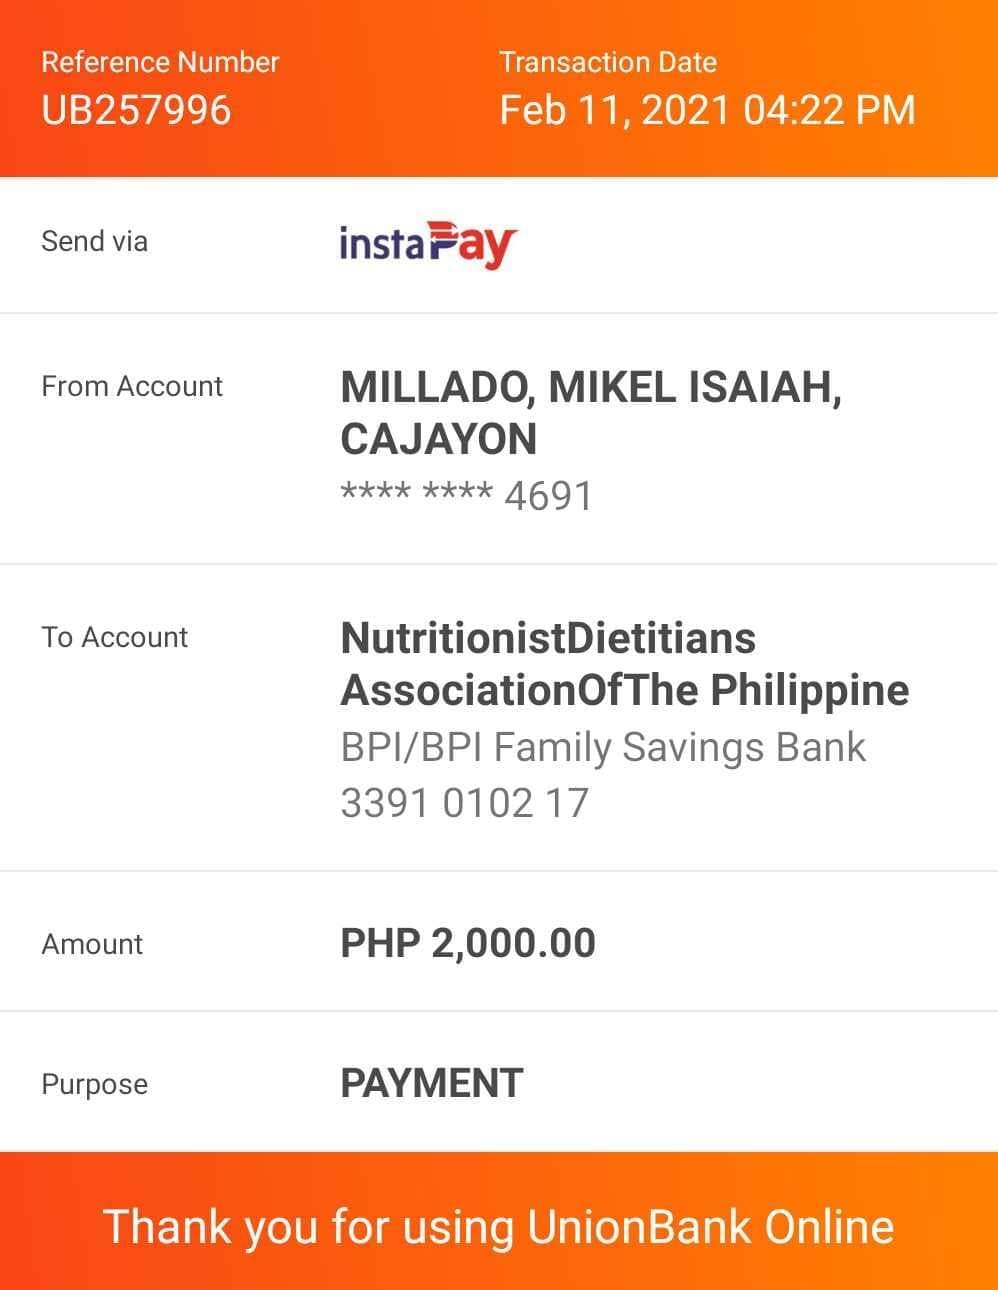 Reference Number
UB257996
Transaction Date
Feb 11, 2021 04:22 PM
Send via
instaPay
From Account
MILLADO, MIKEL ISAIAH,
CAJAYON
**** **** 4691
To Account
NutritionistDietitians
AssociationOfThe Philippine
BPI/BPI Family Savings Bank
3391 0102 17
Amount
PHP 2,000.00
Purpose
PAYMENT
Thank you for using UnionBank Online